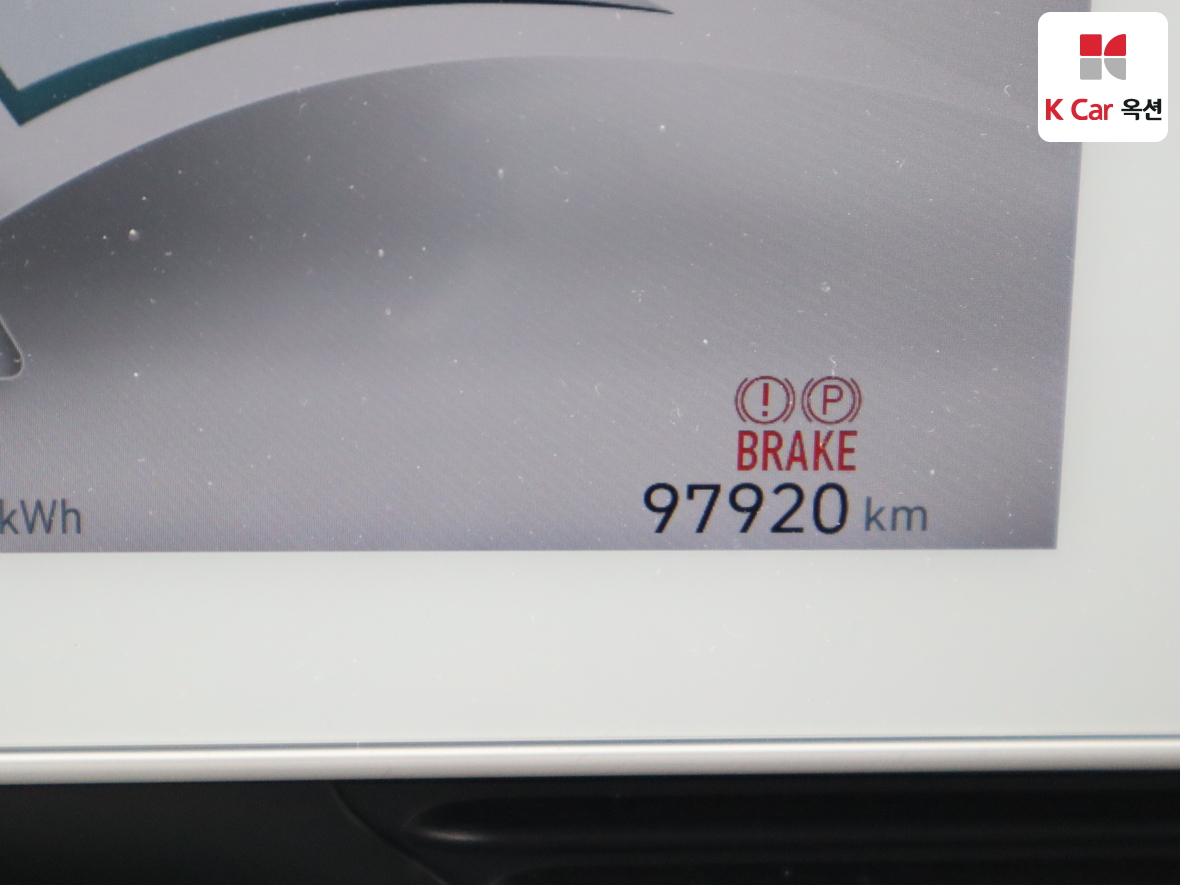 K Car 옥션
(!) (P)
BRAKE
97920 km
kWh